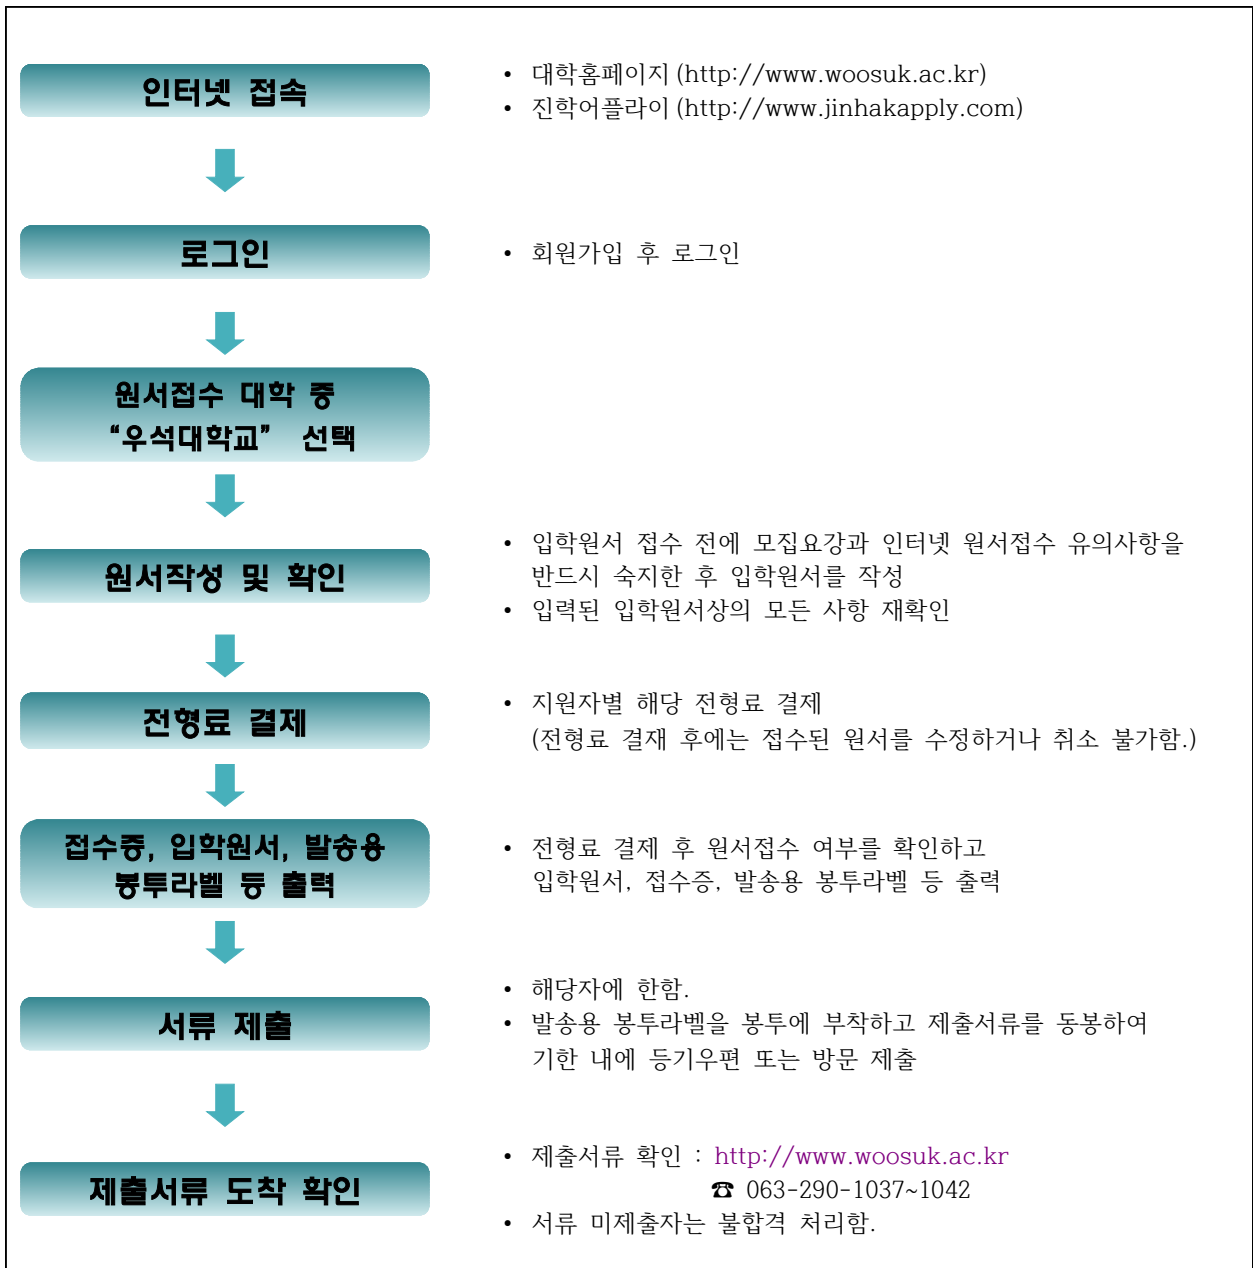 인터넷 접속
• 대학홈페이지(http://www.woosuk.ac.kr)
• 진학어플라이(http://www.jinhakapply.com)
로그인
• 회원가입 후 로그인
원서접수 대학 중
“우석대학교” 선택
원서작성 및 확인
• 입학원서 접수 전에 모집요강과 인터넷 원서접수 유의사항을
반드시 숙지한 후 입학원서를 작성
• 입력된 입학원서상의 모든 사항 재확인
전형료 결제
• 지원자별 해당 전형료 결제
(전형료 결재 후에는 접수된 원서를 수정하거나 취소 불가함.)
접수증, 입학원서, 발송용
봉투라벨 등 출력
• 전형료 결제 후 원서접수 여부를 확인하고
입학원서, 접수증, 발송용 봉투라벨 등 출력
서류 제출
• 해당자에 한함.
• 발송용 봉투라벨을 봉투에 부착하고 제출서류를 동봉하여
기한 내에 등기우편 또는 방문 제출
제출서류 도착 확인
• 제출서류 확인 : http://www.woosuk.ac.kr
☎ 063-290-1037~1042
• 서류 미제출자는 불합격 처리함.